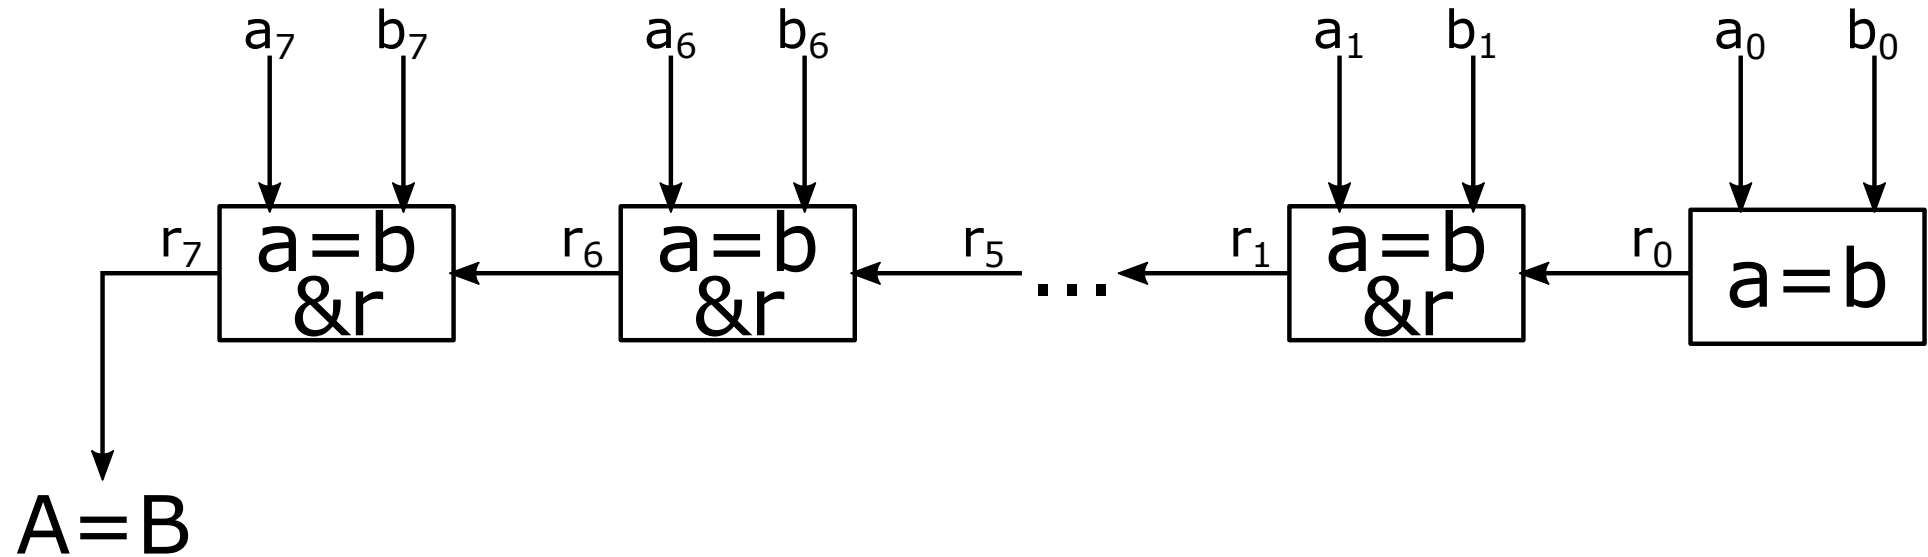 a₇ b₇ a₆ b₆ a₁ b₁ a₀ b₀
r₇ a=b &r r₆ a=b &r r₅ ... r₁ a=b &r r₀ a=b
A=B